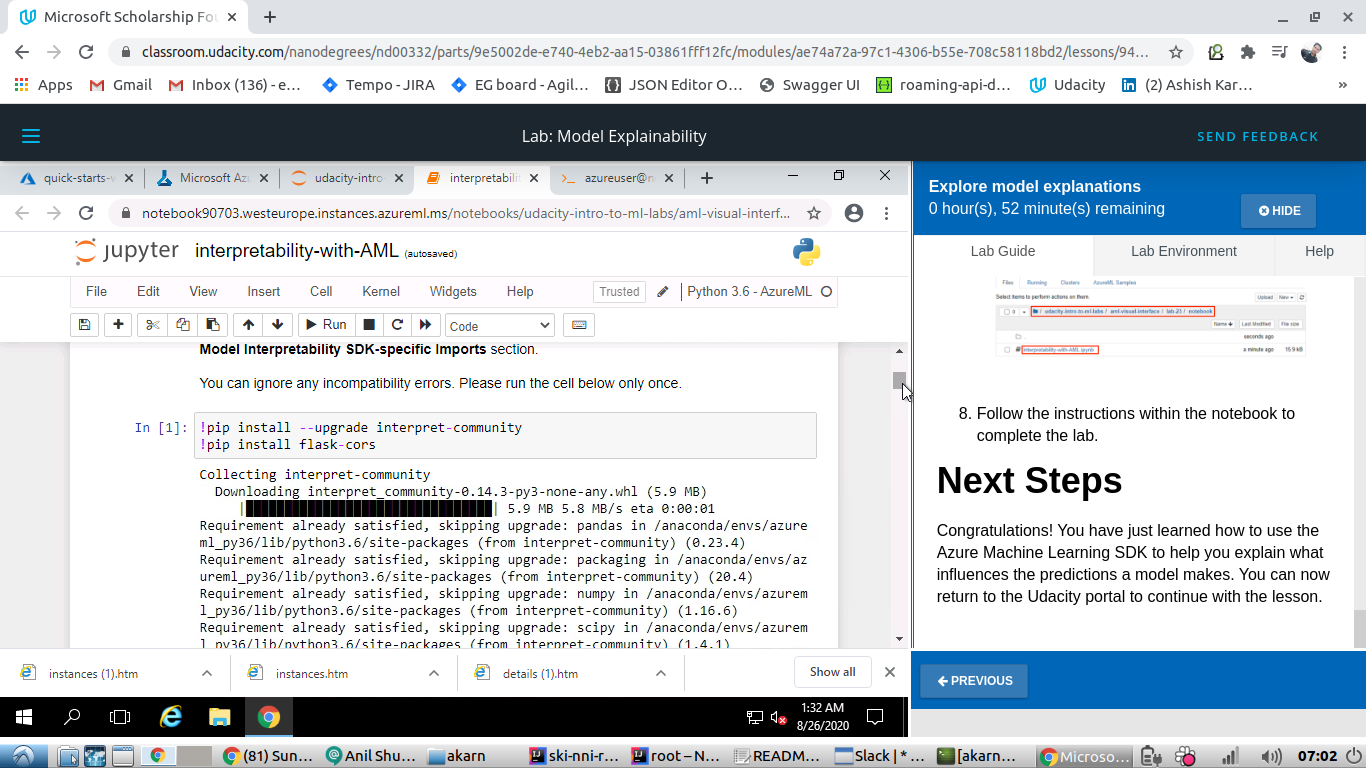 Microsoft Scholarship Fou
classroom.udacity.com/nanodegrees/nd00332/parts/9e5002de-e740-4eb2-aa15-03861fff12fc/modules/ae74a72a-97c1-4306-b55e-708c58118bd2/lessons/94...
Apps
Gmail
Inbox (136) - e...
Tempo - JIRA
EG board - Agil...
JSON Editor O...
Swagger UI
roaming-api-d...
Udacity
(2) Ashish Kar...
»
Lab: Model Explainability
SEND FEEDBACK
quick-starts-w
Microsoft Az
udacity-intro
interpretabili
azureuser@n
notebook90703.westeurope.instances.azureml.ms/notebooks/udacity-intro-to-ml-labs/aml-visual-interf...
jupyter interpretability-with-AML (autosaved)
File Edit View Insert Cell Kernel Widgets Help
Trusted
Python 3.6 - AzureML
Run
Code
Model Interpretability SDK-specific Imports section.
You can ignore any incompatibility errors. Please run the cell below only once.
In [1]: !pip install --upgrade interpret-community
!pip install flask-cors
Collecting interpret-community
Downloading interpret_community-0.14.3-py3-none-any.whl (5.9 MB)
5.9 MB 5.8 MB/s eta 0:00:01
Requirement already satisfied, skipping upgrade: pandas in /anaconda/envs/azure
ml_py36/lib/python3.6/site-packages (from interpret-community) (0.23.4)
Requirement already satisfied, skipping upgrade: packaging in /anaconda/envs/az
ureml_py36/lib/python3.6/site-packages (from interpret-community) (20.4)
Requirement already satisfied, skipping upgrade: numpy in /anaconda/envs/azurem
l_py36/lib/python3.6/site-packages (from interpret-community) (1.16.6)
Requirement already satisfied, skipping upgrade: scipy in /anaconda/envs/azurem
l_py36/lib/python3.6/site-packages (from interpret-community) (1.4.1)
instances (1).htm
instances.htm
details (1).htm
Show all
1:32 AM
8/26/2020
Explore model explanations
0 hour(s), 52 minute(s) remaining
HIDE
Lab Guide
Lab Environment
Help
Files Running Clusters AzureML Samples
Select items to perform actions on them.
Upload New
0
/ udacity-intro-to-ml-labs / aml-visual-interface / lab-23 / notebook
Name Last Modified File size
seconds ago
interpretability-with-AML.ipynb
a minute ago
15.9 kB
8. Follow the instructions within the notebook to
complete the lab.
Next Steps
Congratulations! You have just learned how to use the
Azure Machine Learning SDK to help you explain what
influences the predictions a model makes. You can now
return to the Udacity portal to continue with the lesson.
PREVIOUS
(81) Sun...
Anil Shu...
akarn
ski-nni-r...
root – N...
READM...
Slack | *
[akarn...
Microso...
07:02